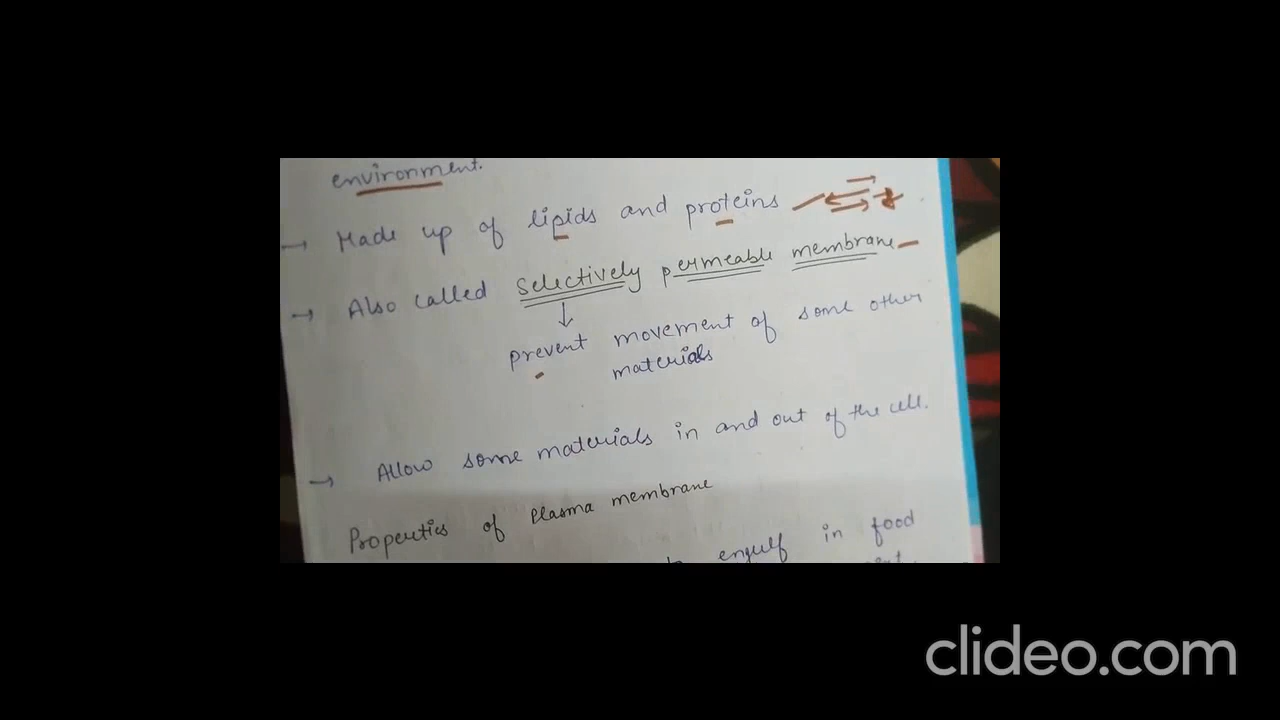 environment.
→ Made up of lipids and proteins
→ Also called selectively permeable membrane
↓
prevent movement of some other
materials
→ Allow some materials in and out of the cell.
Properties of Plasma membrane
engulf in food
clideo.com